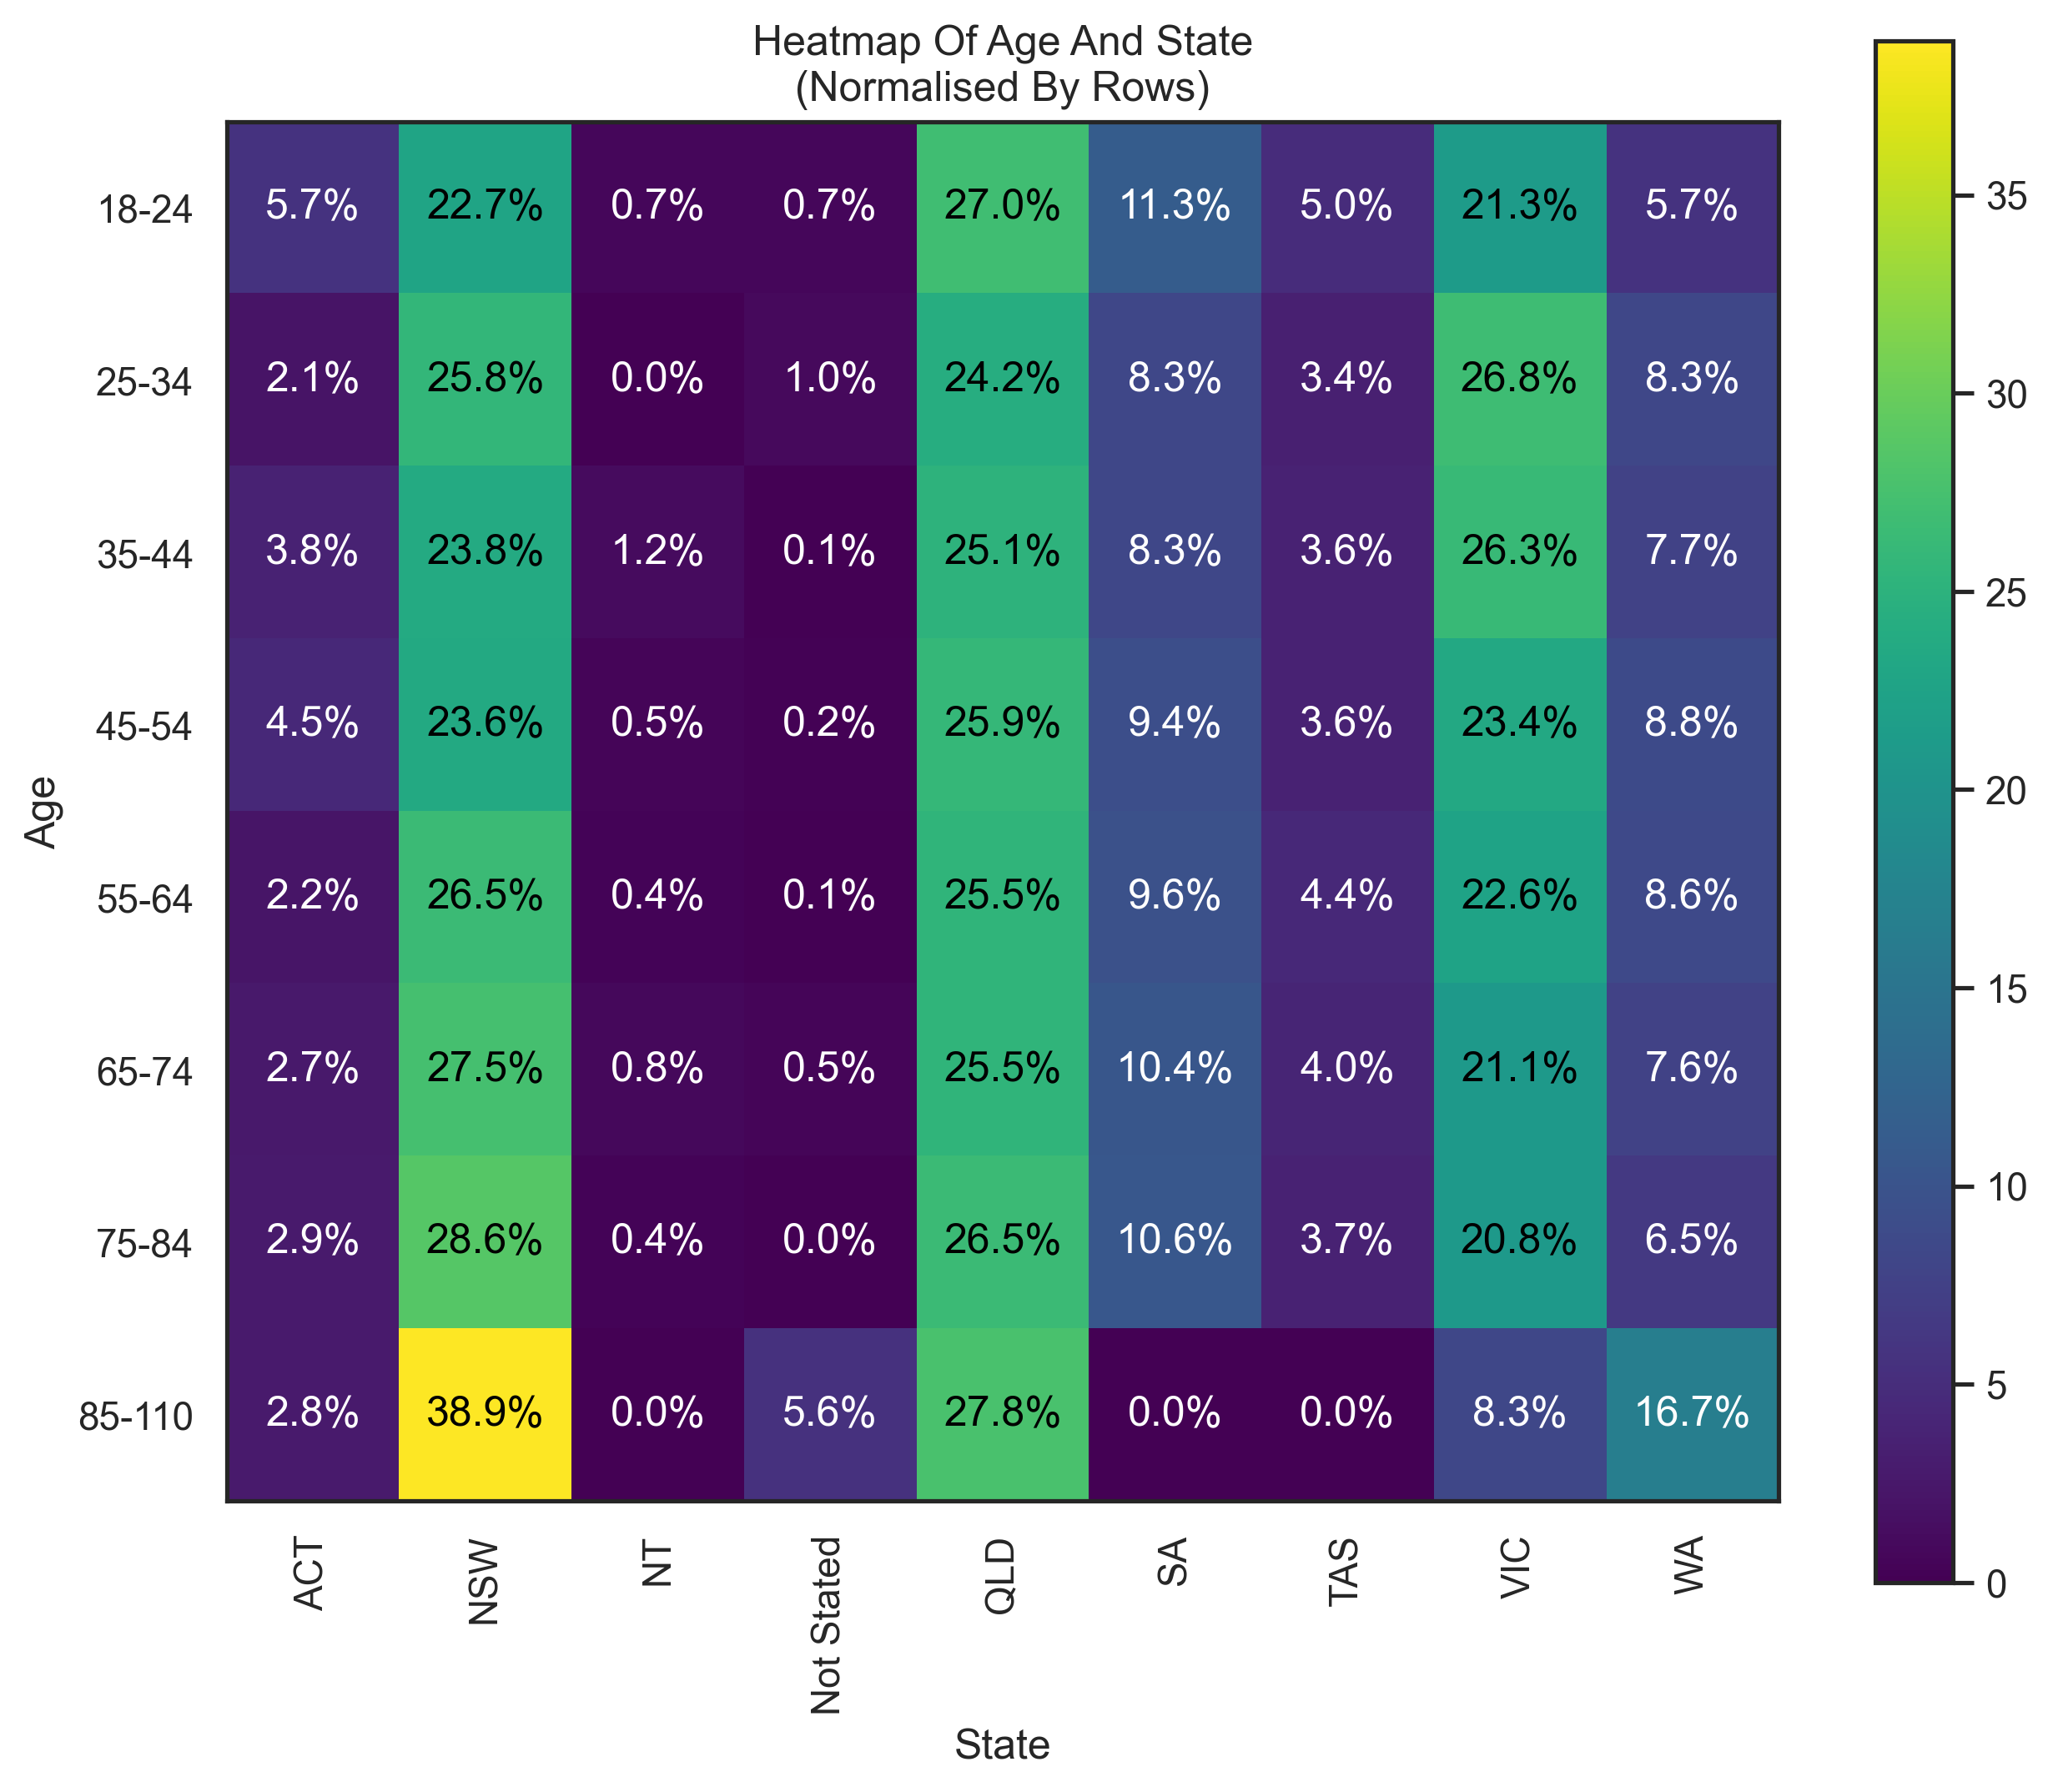 Heatmap Of Age And State
(Normalised By Rows)
18-24 5.7% 22.7% 0.7% 0.7% 27.0% 11.3% 5.0% 21.3% 5.7%
25-34 2.1% 25.8% 0.0% 1.0% 24.2% 8.3% 3.4% 26.8% 8.3%
35-44 3.8% 23.8% 1.2% 0.1% 25.1% 8.3% 3.6% 26.3% 7.7%
45-54 4.5% 23.6% 0.5% 0.2% 25.9% 9.4% 3.6% 23.4% 8.8%
55-64 2.2% 26.5% 0.4% 0.1% 25.5% 9.6% 4.4% 22.6% 8.6%
65-74 2.7% 27.5% 0.8% 0.5% 25.5% 10.4% 4.0% 21.1% 7.6%
75-84 2.9% 28.6% 0.4% 0.0% 26.5% 10.6% 3.7% 20.8% 6.5%
85-110 2.8% 38.9% 0.0% 5.6% 27.8% 0.0% 0.0% 8.3% 16.7%
Age
ACT NSW NT Not Stated QLD SA TAS VIC WA
State
35
30
25
20
15
10
5
0